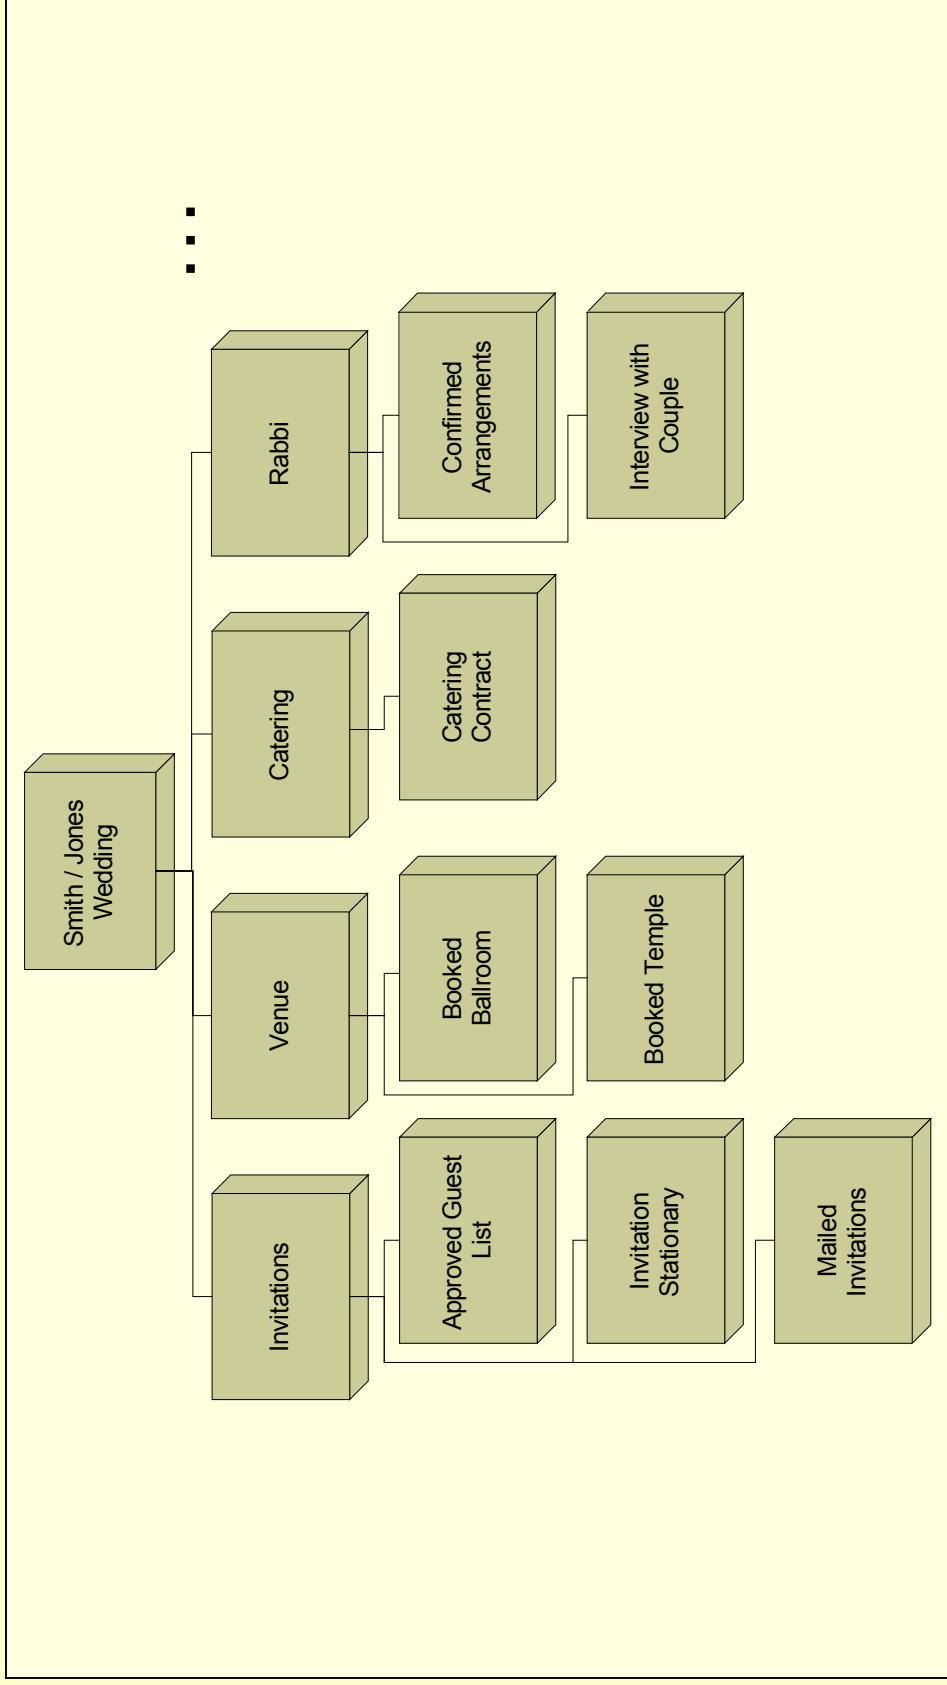 Smith / Jones
Wedding
Invitations
Venue
Catering
Rabbi
...
Approved Guest
List
Booked
Ballroom
Catering
Contract
Confirmed
Arrangements
Invitation
Stationary
Booked Temple
Interview with
Couple
Mailed
Invitations